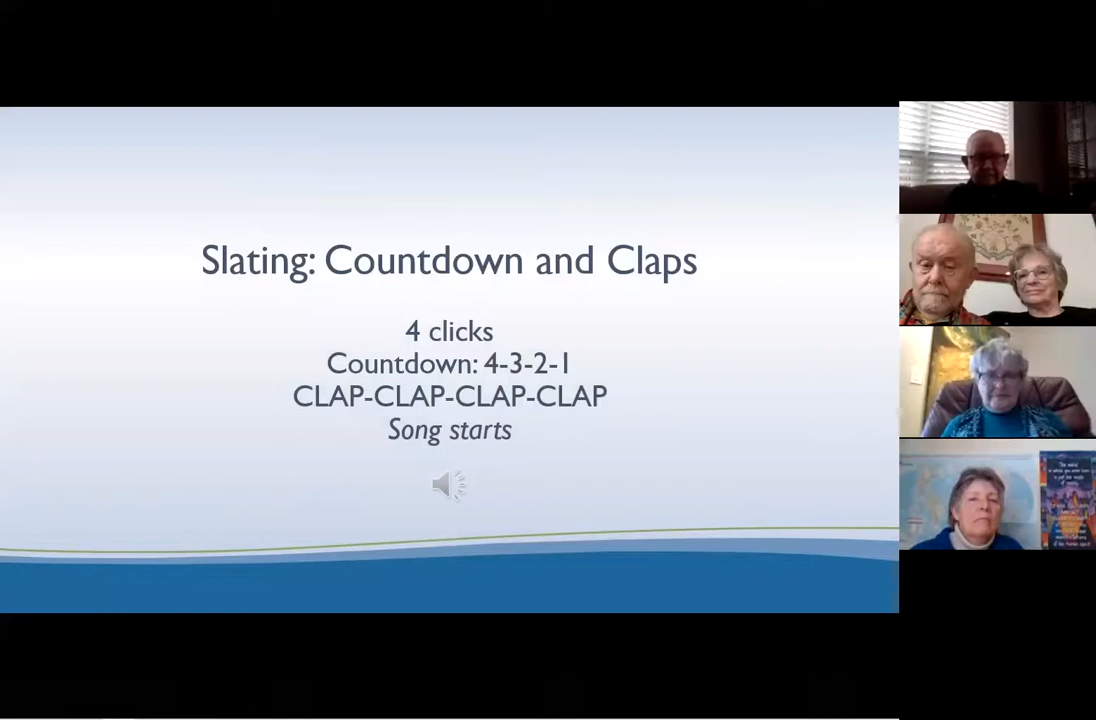 Slating: Countdown and Claps
4 clicks
Countdown: 4-3-2-1
CLAP-CLAP-CLAP-CLAP
Song starts